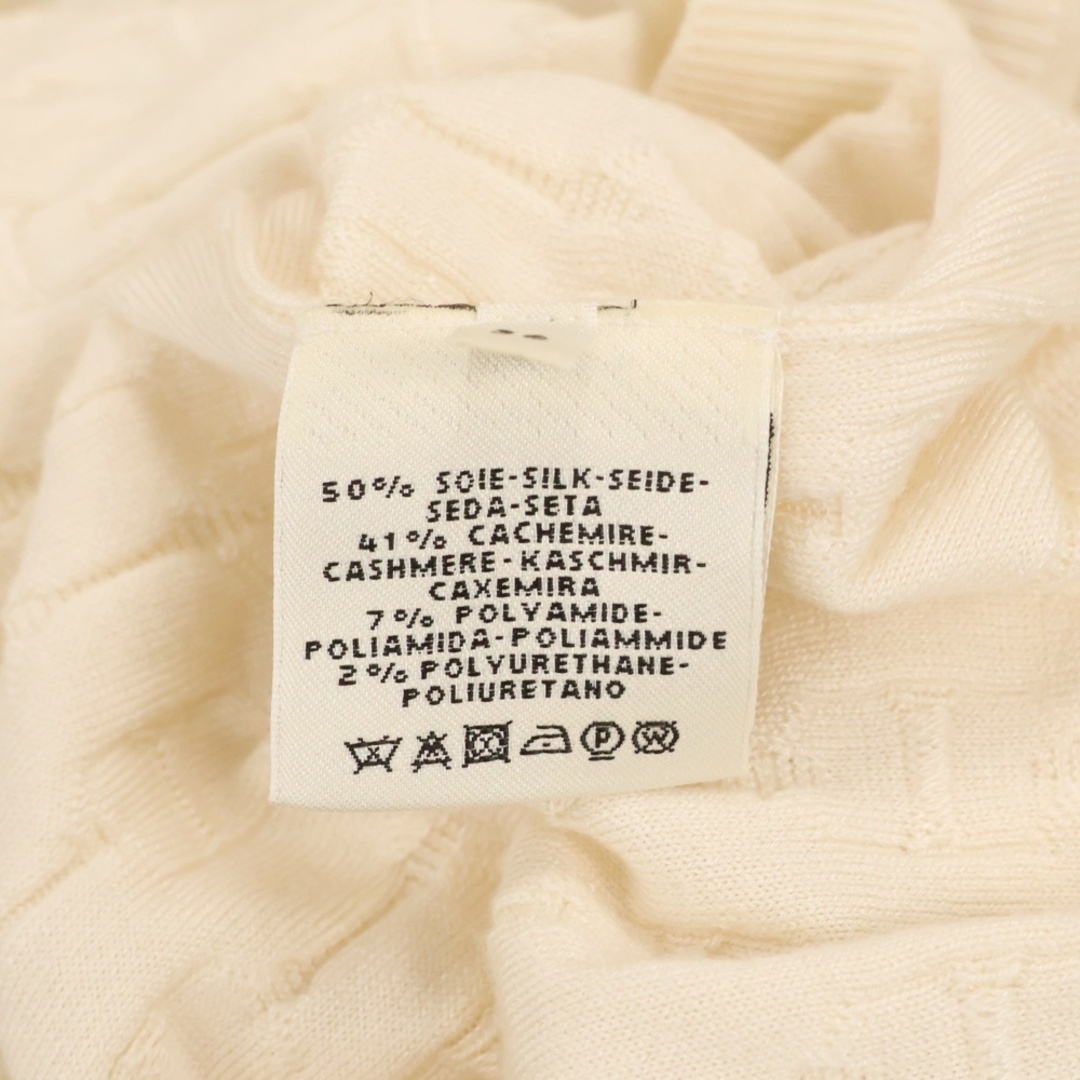 50% SOIE-SILK-SEIDE-
SEDA-SETA
41% CACHEMIRE-
CASHMERE-KASCHMIR-
CAXEMIRA
7% POLYAMIDE-
POLIAMIDA-POLIAMMIDE
2% POLYURETHANE-
POLIURETANO
P W